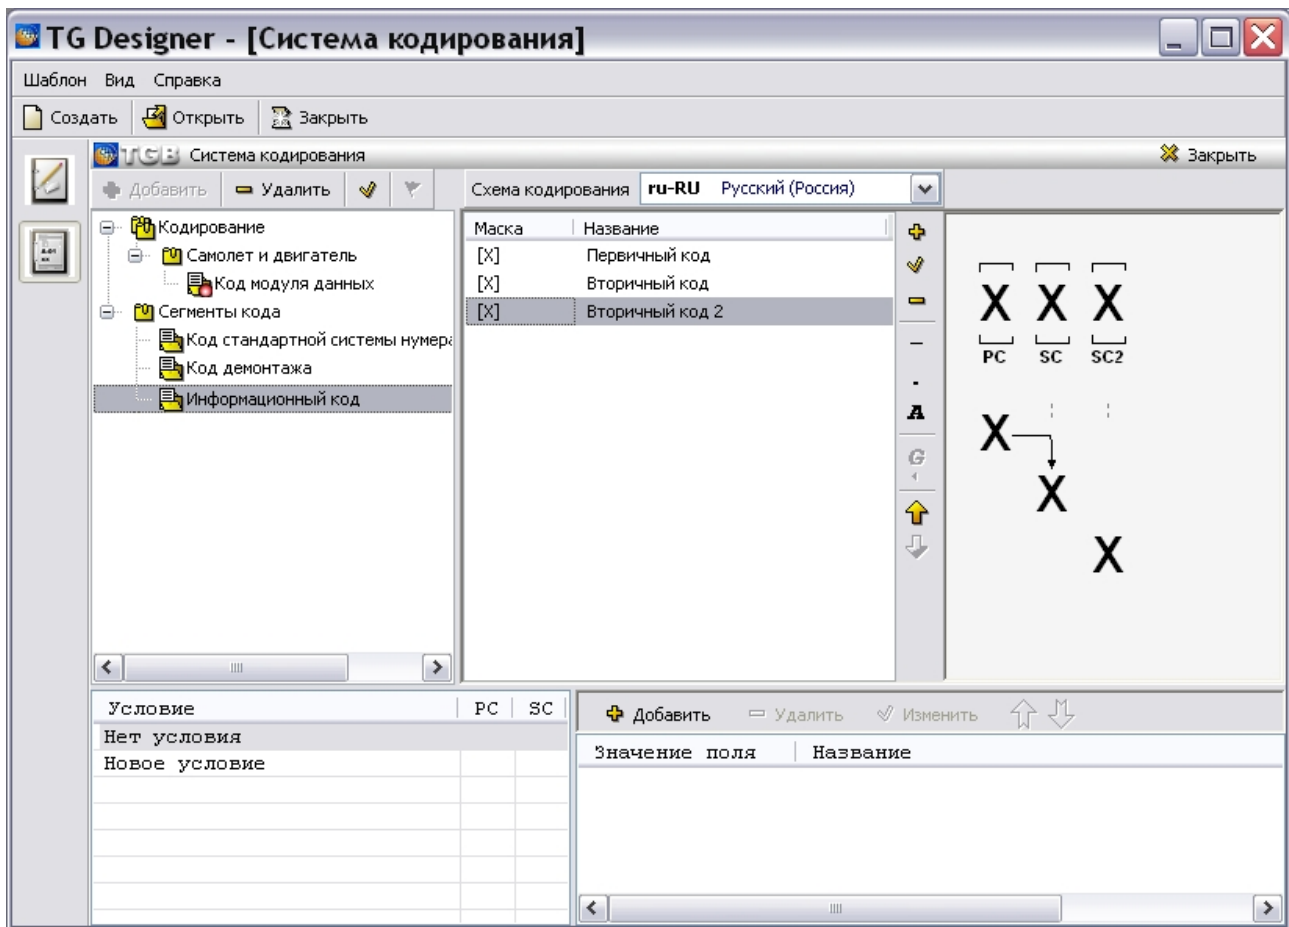 TG Designer - [Система кодирования]
Шаблон Вид Справка
Создать Открыть Закрыть
TGB Система кодирования Закрыть
Добавить Удалить Схема кодирования ru-RU Русский (Россия)
Кодирование
Самолет и двигатель
Код модуля данных
Сегменты кода
Код стандартной системы нумера
Код демонтажа
Информационный код
Маска Название
[X] Первичный код
[X] Вторичный код
[X] Вторичный код 2
A
G
X X X
PC SC SC2
X
X
X
Условие PC SC
Нет условия
Новое условие
Добавить Удалить Изменить
Значение поля Название